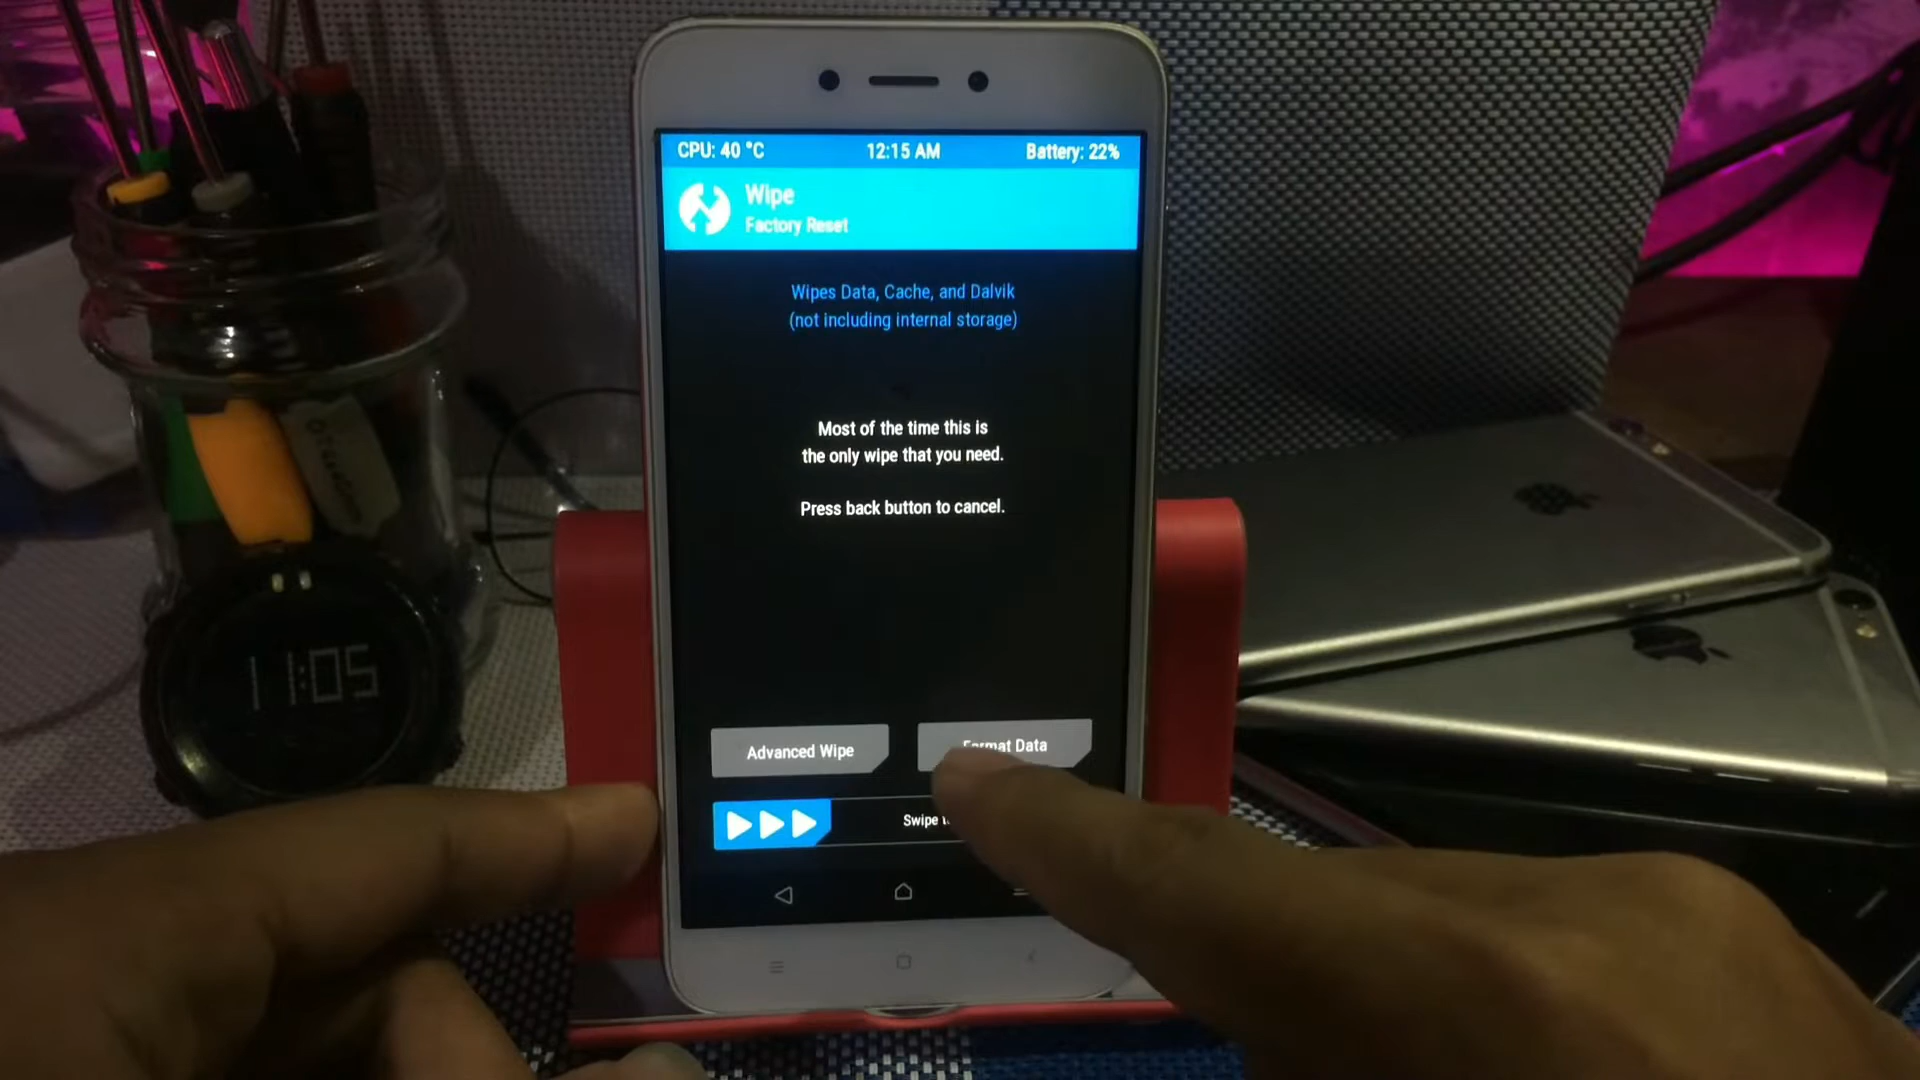 CPU: 40 °C 12:15 AM Battery: 22%
Wipe
Factory Reset
Wipes Data, Cache, and Dalvik
(not including internal storage)
Most of the time this is
the only wipe that you need.
Press back button to cancel.
Advanced Wipe Format Data
Swipe
11:05